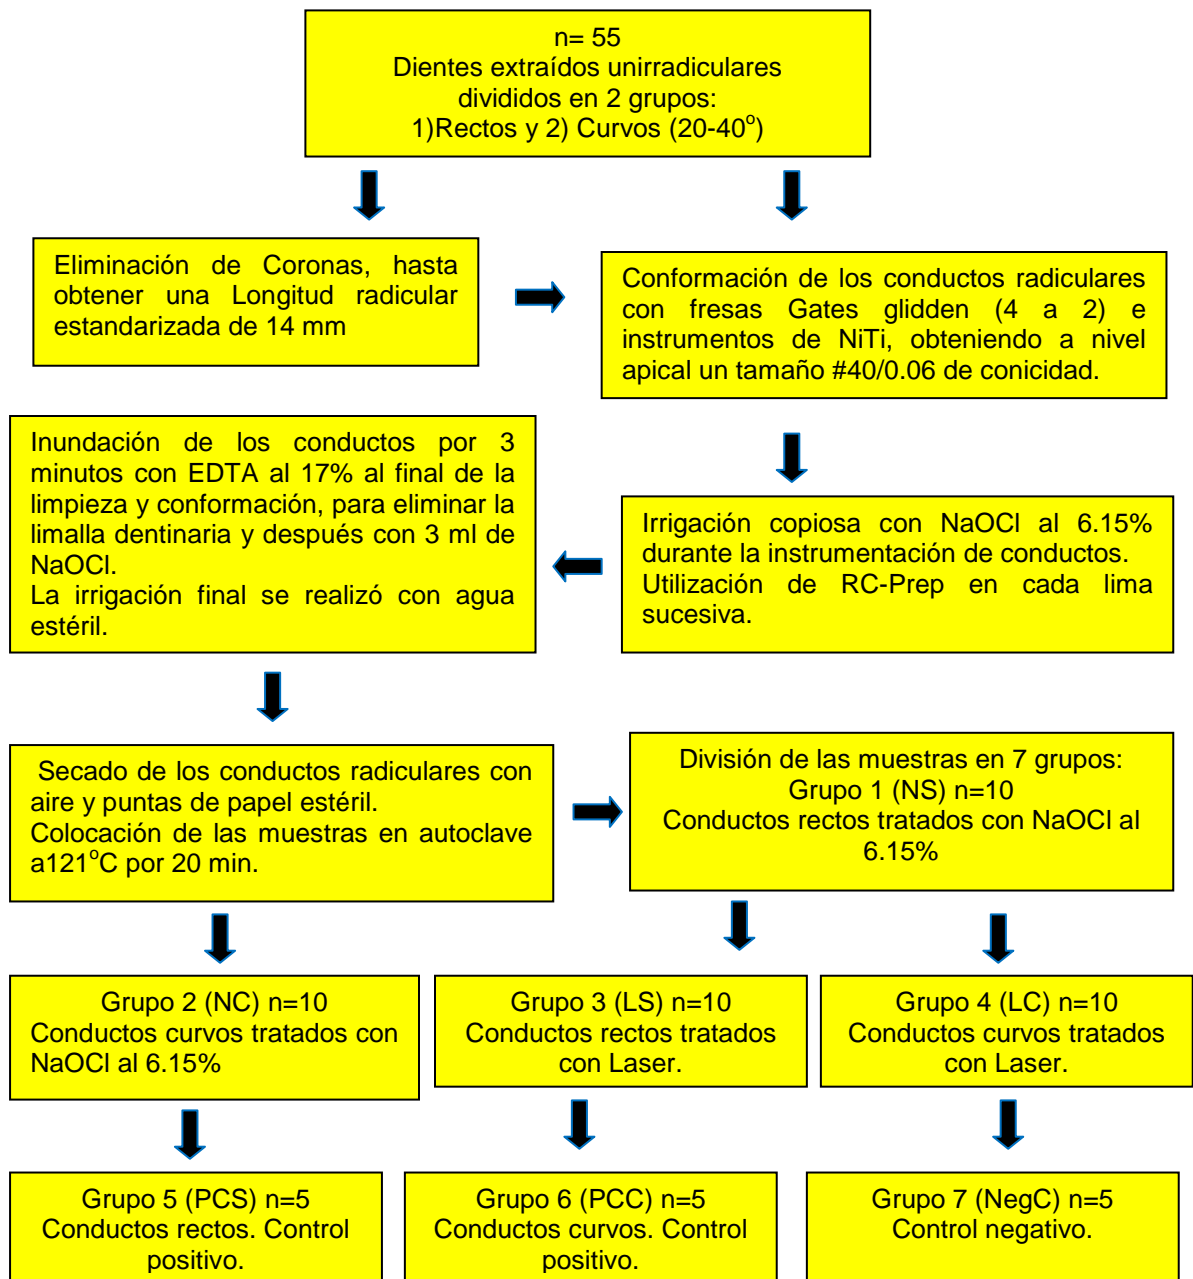 n= 55
Dientes extraídos unirradiculares
divididos en 2 grupos:
1)Rectos y 2) Curvos (20-40°)
Eliminación de Coronas, hasta
obtener una Longitud radicular
estandarizada de 14 mm
Conformación de los conductos radiculares
con fresas Gates glidden (4 a 2) e
instrumentos de NiTi, obteniendo a nivel
apical un tamaño #40/0.06 de conicidad.
Irrigación copiosa con NaOCl al 6.15%
durante la instrumentación de conductos.
Utilización de RC-Prep en cada lima
sucesiva.
Inundación de los conductos por 3
minutos con EDTA al 17% al final de la
limpieza y conformación, para eliminar la
limalla dentinaria y después con 3 ml de
NaOCl.
La irrigación final se realizó con agua
estéril.
Secado de los conductos radiculares con
aire y puntas de papel estéril.
Colocación de las muestras en autoclave
a121°C por 20 min.
División de las muestras en 7 grupos:
Grupo 1 (NS) n=10
Conductos rectos tratados con NaOCl al
6.15%
Grupo 2 (NC) n=10
Conductos curvos tratados con
NaOCl al 6.15%
Grupo 3 (LS) n=10
Conductos rectos tratados
con Laser.
Grupo 4 (LC) n=10
Conductos curvos tratados
con Laser.
Grupo 5 (PCS) n=5
Conductos rectos. Control
positivo.
Grupo 6 (PCC) n=5
Conductos curvos. Control
positivo.
Grupo 7 (NegC) n=5
Control negativo.